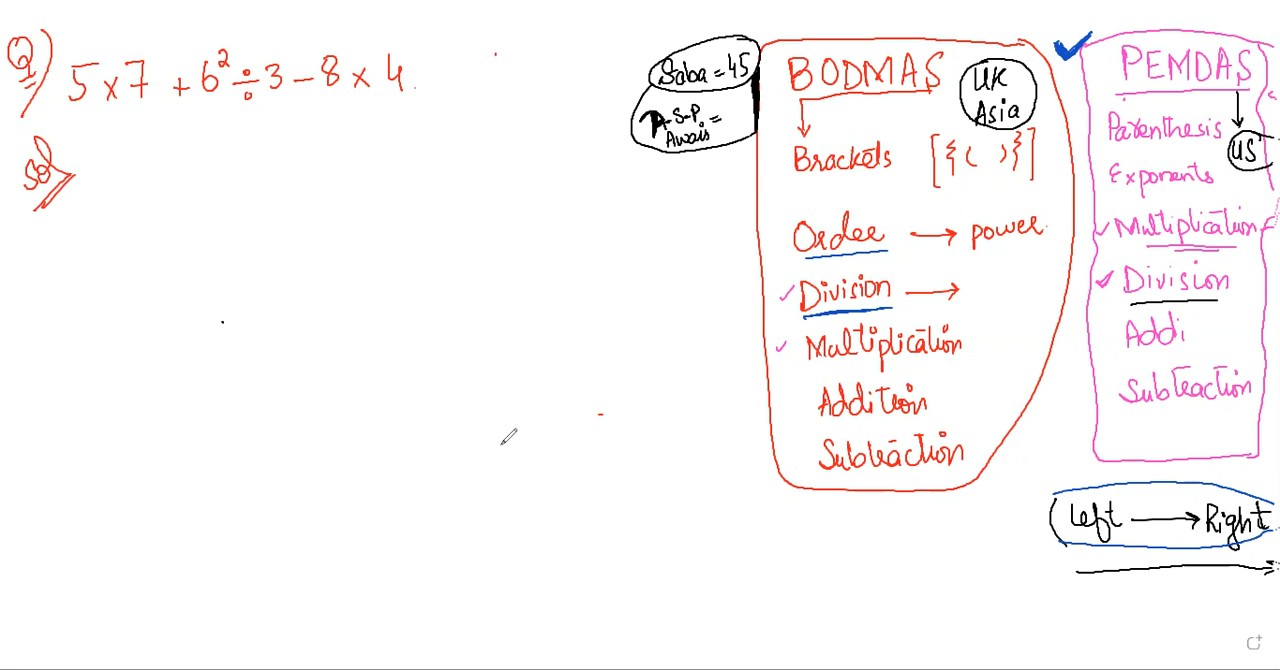 Q) 5 × 7 + 6² ÷ 3 − 8 × 4
Sol
Saba = 45
A-S-P.
Awais =
BODMAS
UK
Asia
Brackets [{( )}]
Order → power
Division →
Multiplication
Addition
Subtraction
PEMDAS
US
Parenthesis
Exponents
Multiplication
Division
Addi
Subtraction
Left → Right